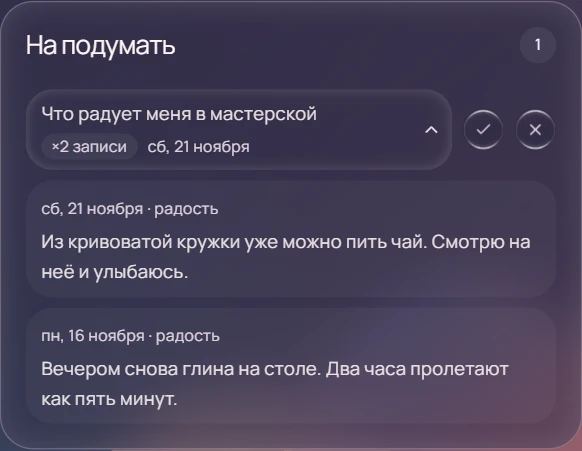 На подумать
1
Что радует меня в мастерской
×2 записи сб, 21 ноября
сб, 21 ноября · радость
Из кривоватой кружки уже можно пить чай. Смотрю на
неё и улыбаюсь.
пн, 16 ноября · радость
Вечером снова глина на столе. Два часа пролетают
как пять минут.